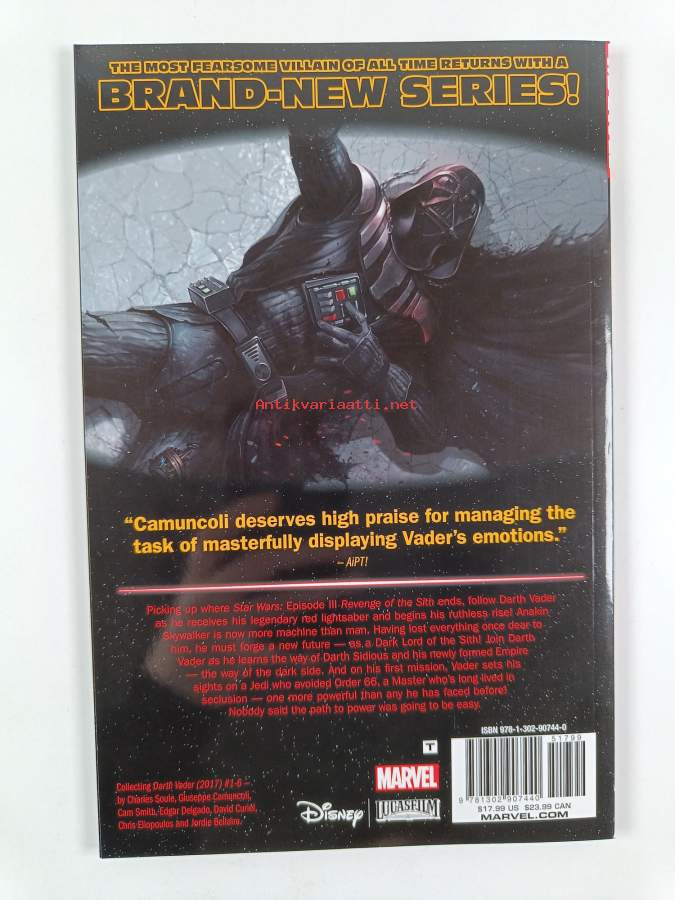 THE MOST FEARSOME VILLAIN OF ALL TIME RETURNS WITH A
BRAND-NEW SERIES!
Antikvariaatti.net
“Camuncoli deserves high praise for managing the
task of masterfully displaying Vader’s emotions.”
– AiPT!
Picking up where Star Wars: Episode III Revenge of the Sith ends, follow Darth Vader
as he receives his legendary red lightsaber and begins his ruthless rise! Anakin
Skywalker is now more machine than man. Having lost everything once dear to
him, he must forge a new future — as a Dark Lord of the Sith! Join Darth
Vader as he learns the way of Darth Sidious and his newly formed Empire
— the way of the dark side. And on his first mission, Vader sets his
sights on a Jedi who avoided Order 66, a Master who’s long lived in
seclusion — one more powerful than any he has faced before!
Nobody said the path to power was going to be easy.
Collecting Darth Vader (2017) #1-6 —
by Charles Soule, Giuseppe Camuncoli,
Cam Smith, Edgar Delgado, David Curiel,
Chris Eliopoulos and Jordie Bellaire.
T
MARVEL
Disney
LUCASFILM
ISBN 978-1-302-90744-0
51799
9 781302 907440
$17.99 US $23.99 CAN
MARVEL.COM